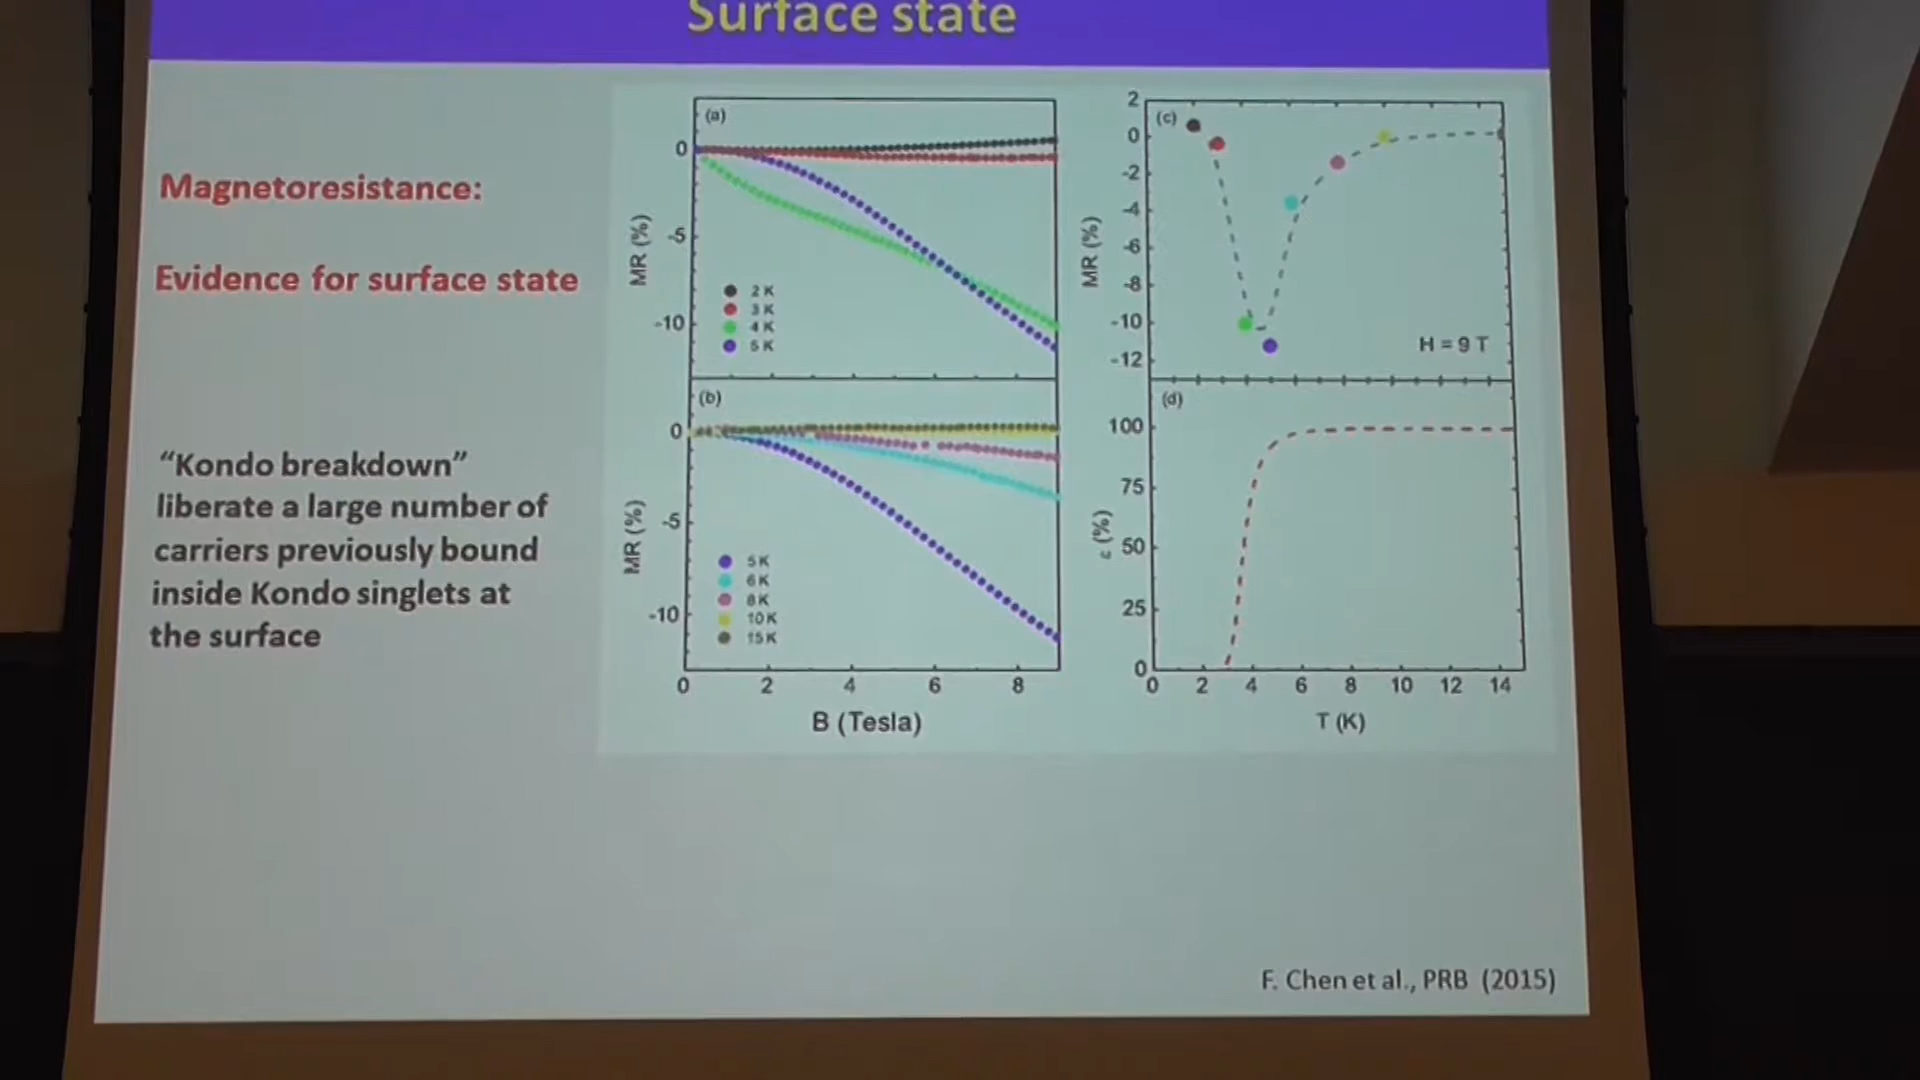 Surface state
Magnetoresistance:
Evidence for surface state
"Kondo breakdown"
liberate a large number of
carriers previously bound
inside Kondo singlets at
the surface
(a)
0
-5
-10
MR (%)
2 K
3 K
4 K
5 K
(b)
0
-5
-10
MR (%)
5 K
6 K
8 K
10 K
15 K
0 2 4 6 8
B (Tesla)
(c)
2
0
-2
-4
-6
-8
-10
-12
MR (%)
H = 9 T
(d)
100
75
50
25
0
ε (%)
0 2 4 6 8 10 12 14
T (K)
F. Chen et al., PRB (2015)